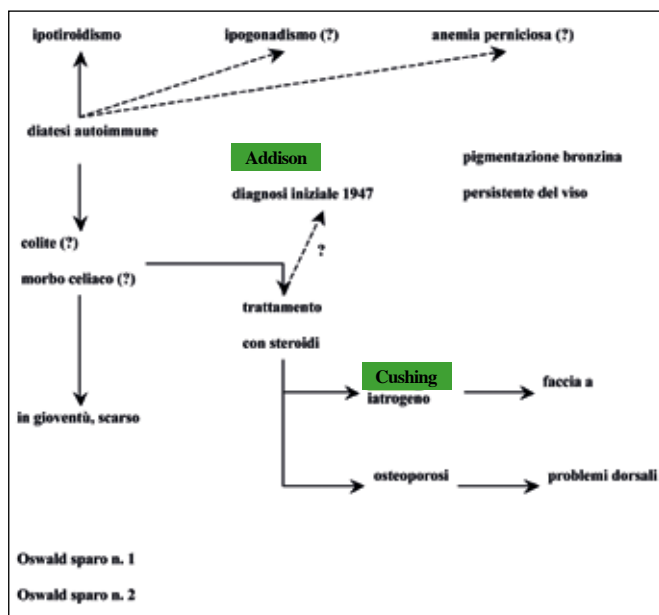 ipotiroidismo ipogonadismo (?) anemia perniciosa (?)
diatesi autoimmune
Addison pigmentazione bronzina
diagnosi iniziale 1947 persistente del viso
colite (?)
?
morbo celiaco (?)
trattamento
con steroidi
Cushing faccia a
iatrogeno
in gioventù, scarso
osteoporosi problemi dorsali
Oswald sparo n. 1
Oswald sparo n. 2